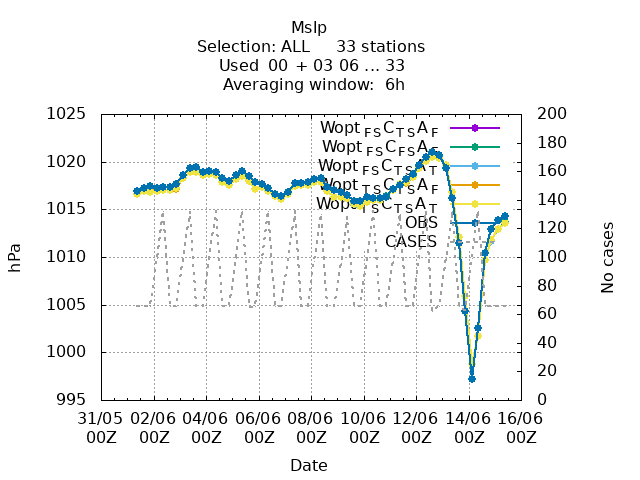 Mslp
Selection: ALL 33 stations
Used 00 + 03 06 ... 33
Averaging window: 6h
hPa
No cases
1025
1020
1015
1010
1005
1000
995
200
180
160
140
120
100
80
60
40
20
0
Wopt FS C TS A F
Wopt FS C FS A F
Wopt FS C TS A T
Wopt TS C TS A F
Wopt TS C TS A T
OBS
CASES
31/05 02/06 04/06 06/06 08/06 10/06 12/06 14/06 16/06
00Z 00Z 00Z 00Z 00Z 00Z 00Z 00Z 00Z
Date